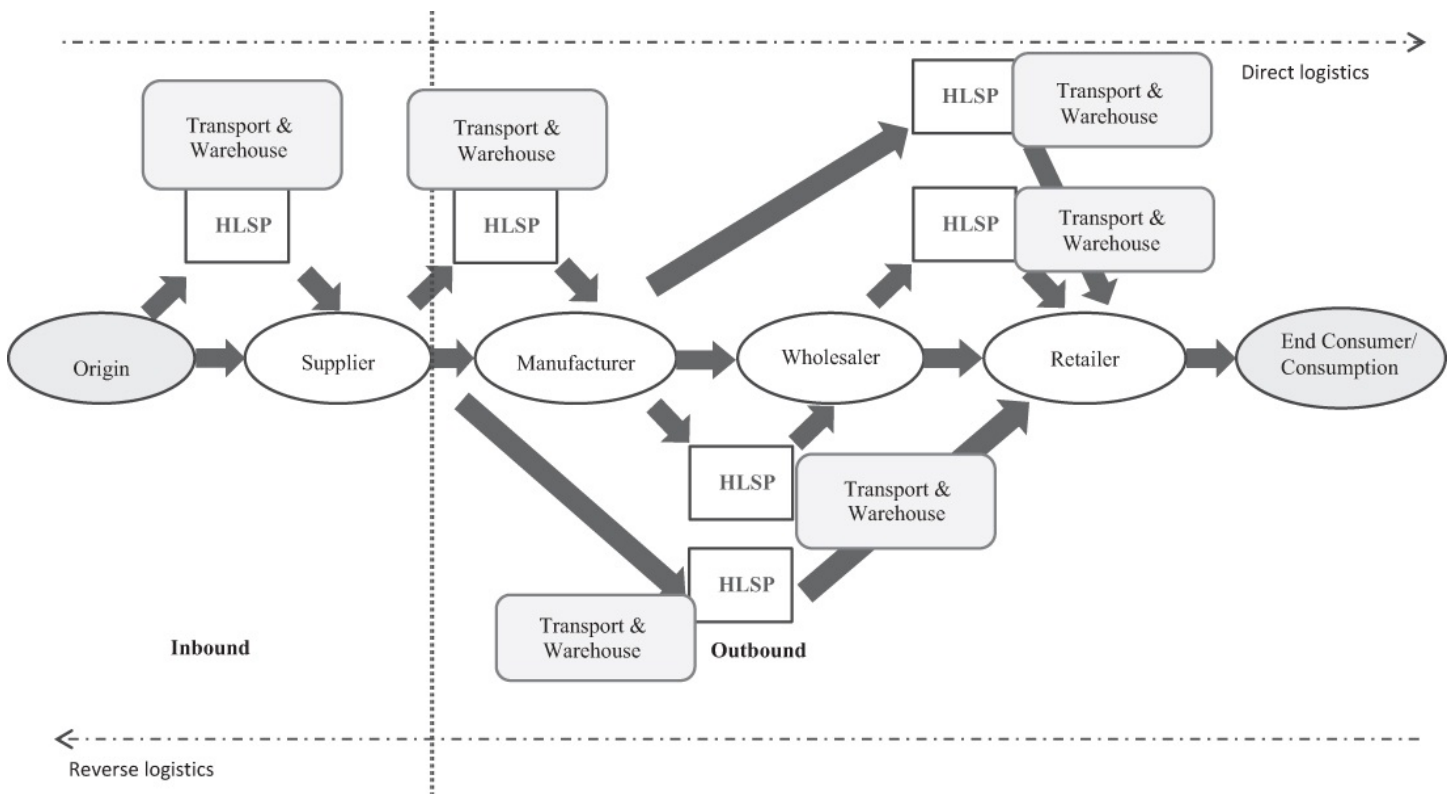 Direct logistics
Transport &
Warehouse
HLSP
Transport &
Warehouse
HLSP
HLSP
Transport &
Warehouse
HLSP
Transport &
Warehouse
Origin
Supplier
Manufacturer
Wholesaler
Retailer
End Consumer/
Consumption
HLSP
Transport &
Warehouse
HLSP
Transport &
Warehouse
Inbound
Outbound
Reverse logistics